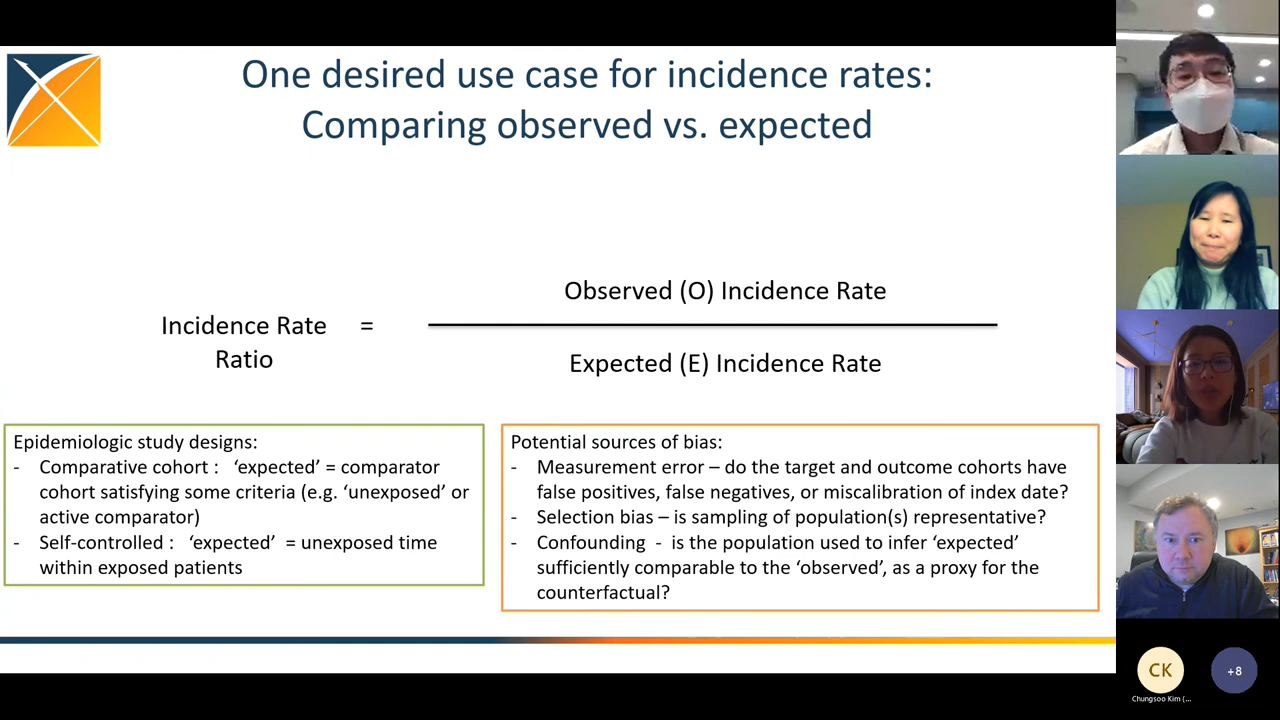 One desired use case for incidence rates:
Comparing observed vs. expected
Incidence Rate
Ratio
=
Observed (O) Incidence Rate
Expected (E) Incidence Rate
Epidemiologic study designs:
- Comparative cohort : ‘expected’ = comparator
cohort satisfying some criteria (e.g. ‘unexposed’ or
active comparator)
- Self-controlled : ‘expected’ = unexposed time
within exposed patients
Potential sources of bias:
- Measurement error – do the target and outcome cohorts have
false positives, false negatives, or miscalibration of index date?
- Selection bias – is sampling of population(s) representative?
- Confounding - is the population used to infer ‘expected’
sufficiently comparable to the ‘observed’, as a proxy for the
counterfactual?
CK
+8
Chungsoo Kim (...